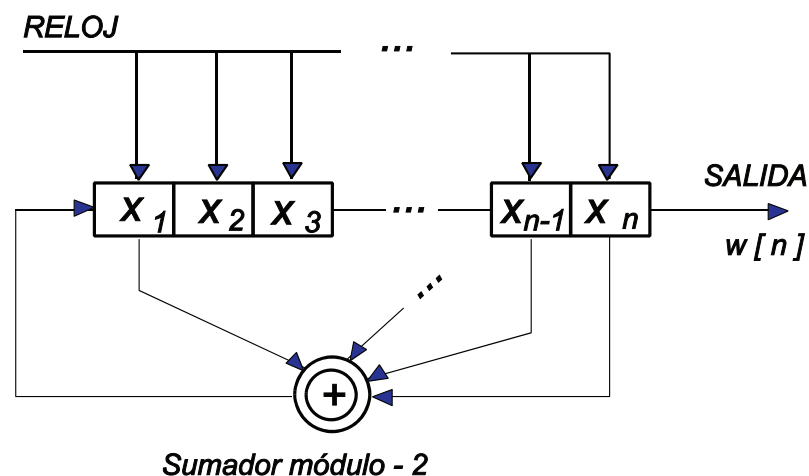 RELOJ
...
X 1 X 2 X 3 ... X n-1 X n
SALIDA
w [ n ]
...
+
Sumador módulo - 2